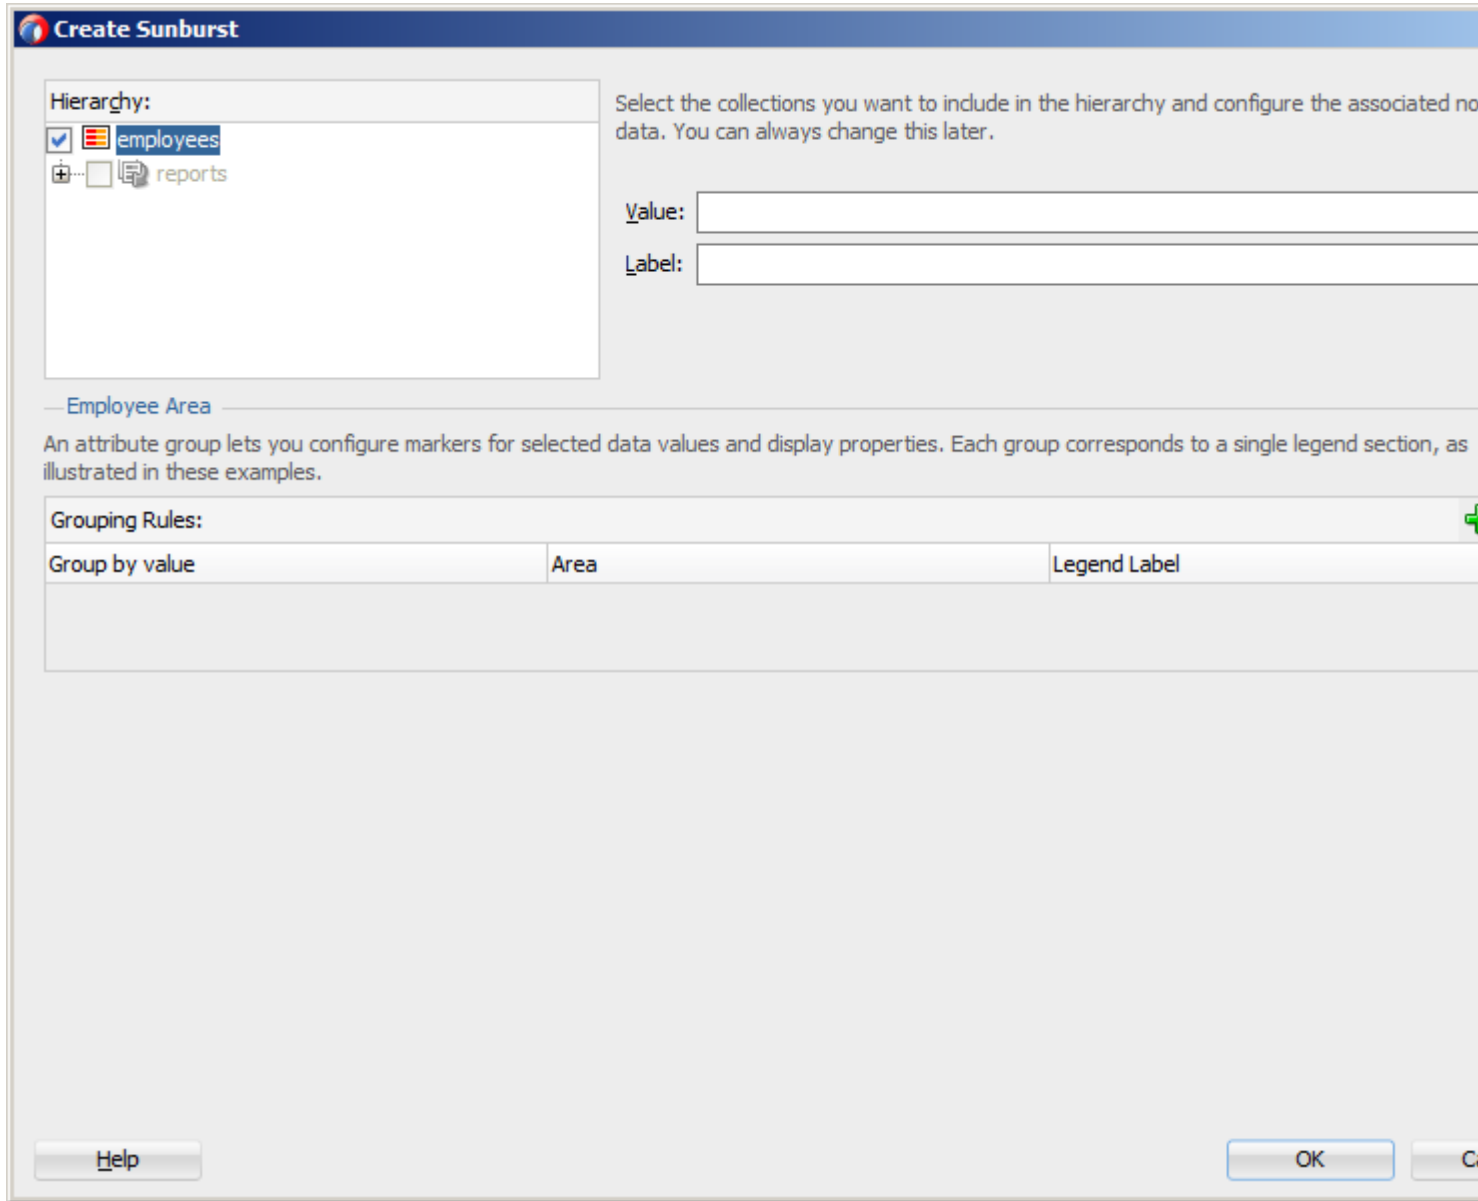 Create Sunburst
Hierarchy:
employees
reports
Select the collections you want to include in the hierarchy and configure the associated
data. You can always change this later.
Value:
Label:
Employee Area
An attribute group lets you configure markers for selected data values and display properties. Each group corresponds to a single legend section, as
illustrated in these examples.
Grouping Rules:
Group by value
Area
Legend Label
Help
OK